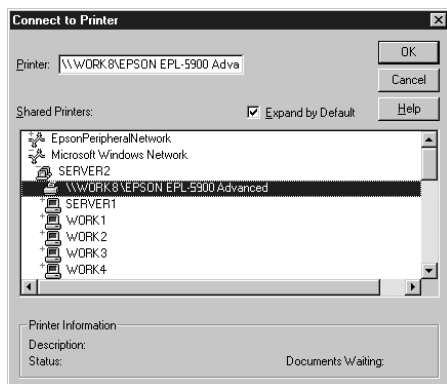 Connect to Printer
Printer: \\WORK8\EPSON EPL-5900 Adva
OK
Cancel
Help
Shared Printers:
Expand by Default
EpsonPeripheralNetwork
Microsoft Windows Network
SERVER2
\\WORK8\EPSON EPL-5900 Advanced
SERVER1
WORK1
WORK2
WORK3
WORK4
Printer Information
Description:
Status:
Documents Waiting: